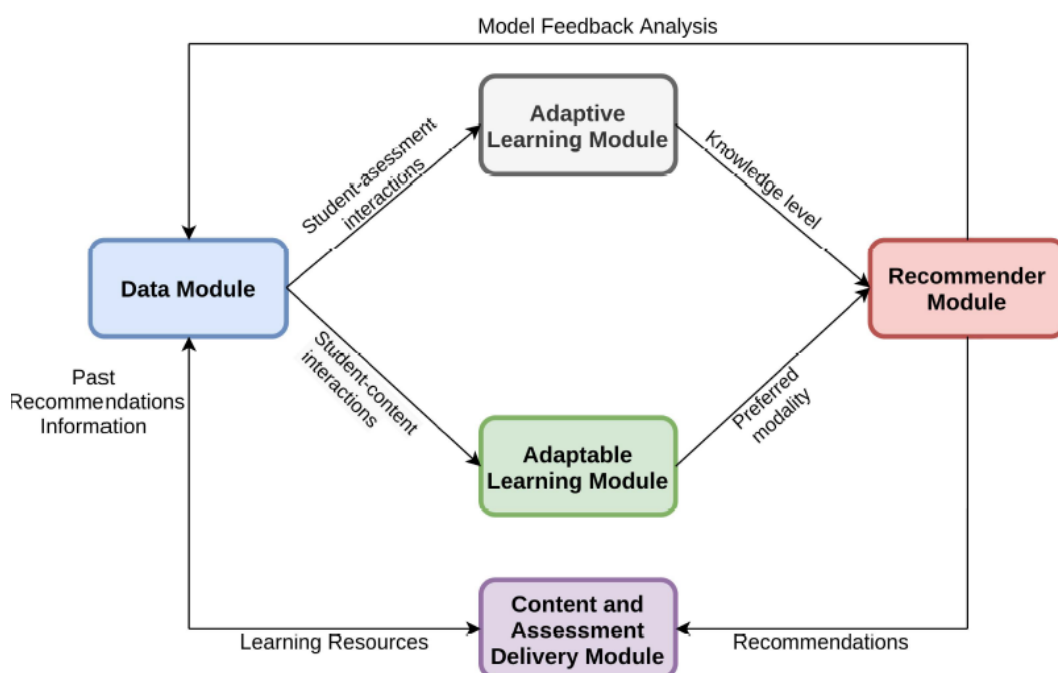 Model Feedback Analysis
Adaptive
Learning Module
Student-asessment
interactions
Knowledge level
Data Module
Recommender
Module
Student-content
interactions
Past
Recommendations
Information
Preferred
modality
Adaptable
Learning Module
Content and
Assessment
Delivery Module
Learning Resources
Recommendations